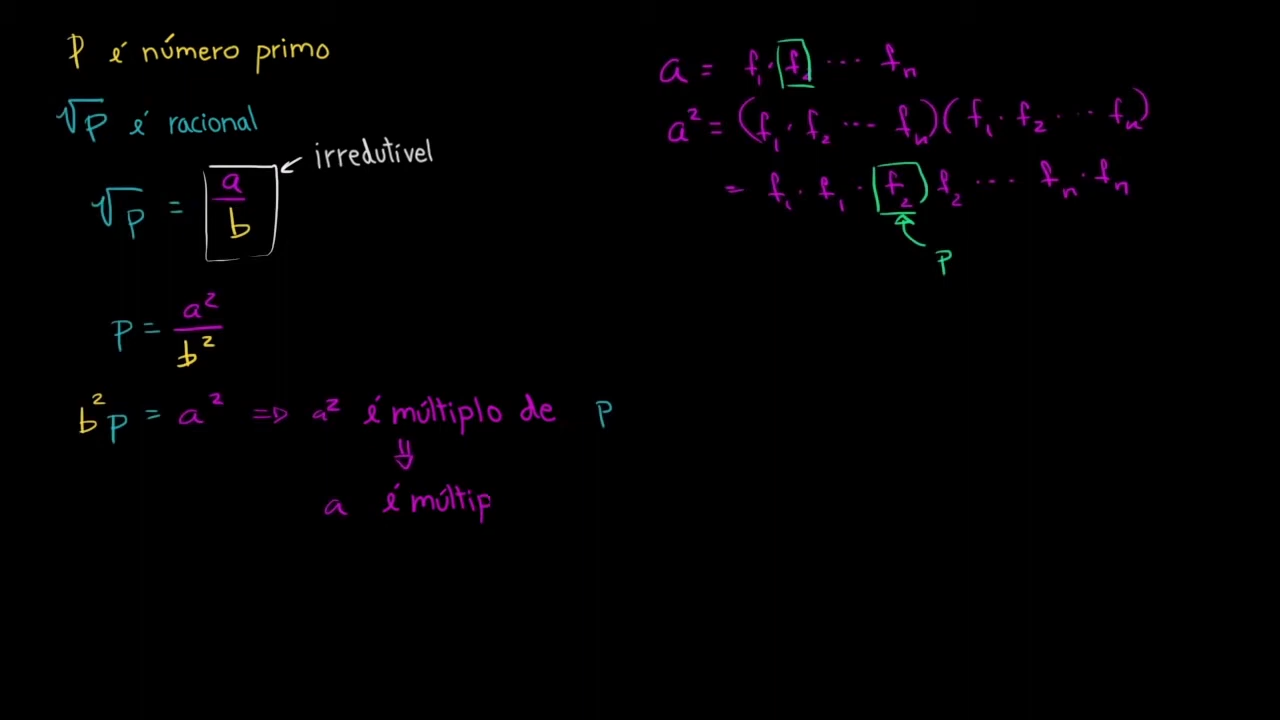 P é número primo
√P é racional
irredutível
√P = a/b
P = a²/b²
b²P = a² ⇒ a² é múltiplo de P
⇓
a é múltip
a = f₁ · f₂ ··· fₙ
a² = (f₁ · f₂ ··· fₙ)(f₁ · f₂ ··· fₙ)
= f₁ · f₁ · f₂ · f₂ ··· fₙ · fₙ
P